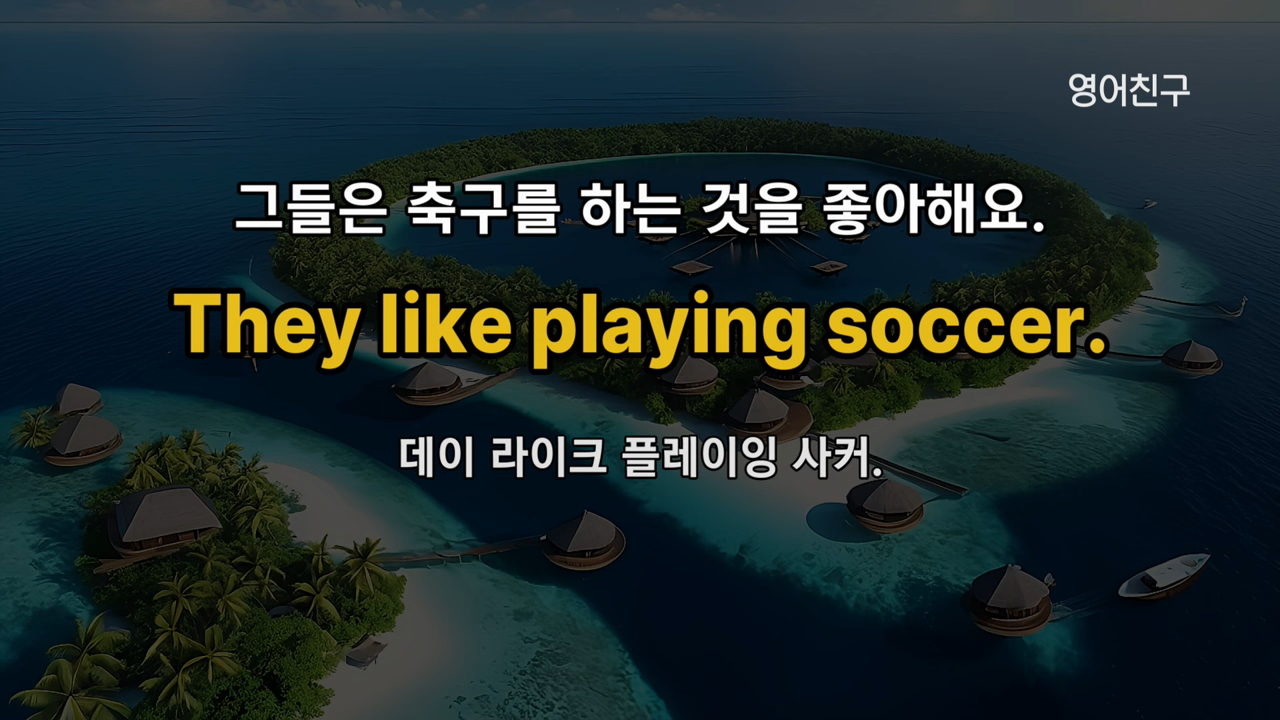 영어친구
그들은 축구를 하는 것을 좋아해요.
They like playing soccer.
데이 라이크 플레이잉 사커.